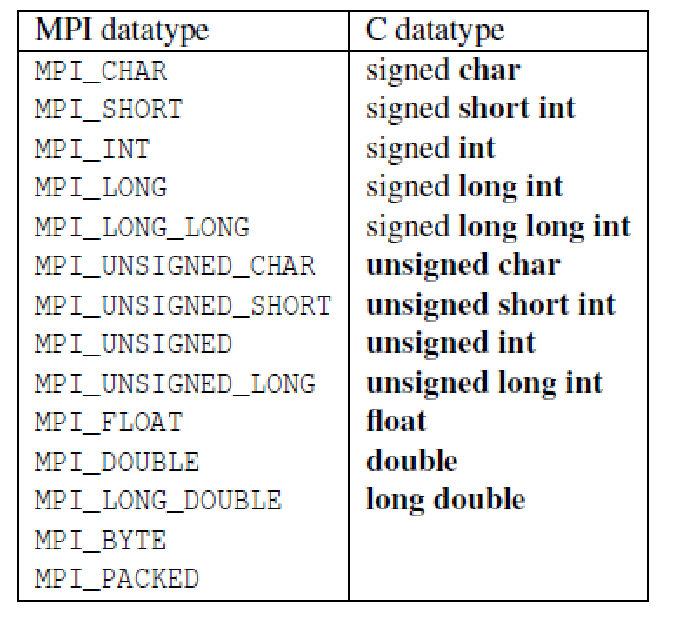 MPI datatype C datatype
MPI_CHAR signed char
MPI_SHORT signed short int
MPI_INT signed int
MPI_LONG signed long int
MPI_LONG_LONG signed long long int
MPI_UNSIGNED_CHAR unsigned char
MPI_UNSIGNED_SHORT unsigned short int
MPI_UNSIGNED unsigned int
MPI_UNSIGNED_LONG unsigned long int
MPI_FLOAT float
MPI_DOUBLE double
MPI_LONG_DOUBLE long double
MPI_BYTE
MPI_PACKED